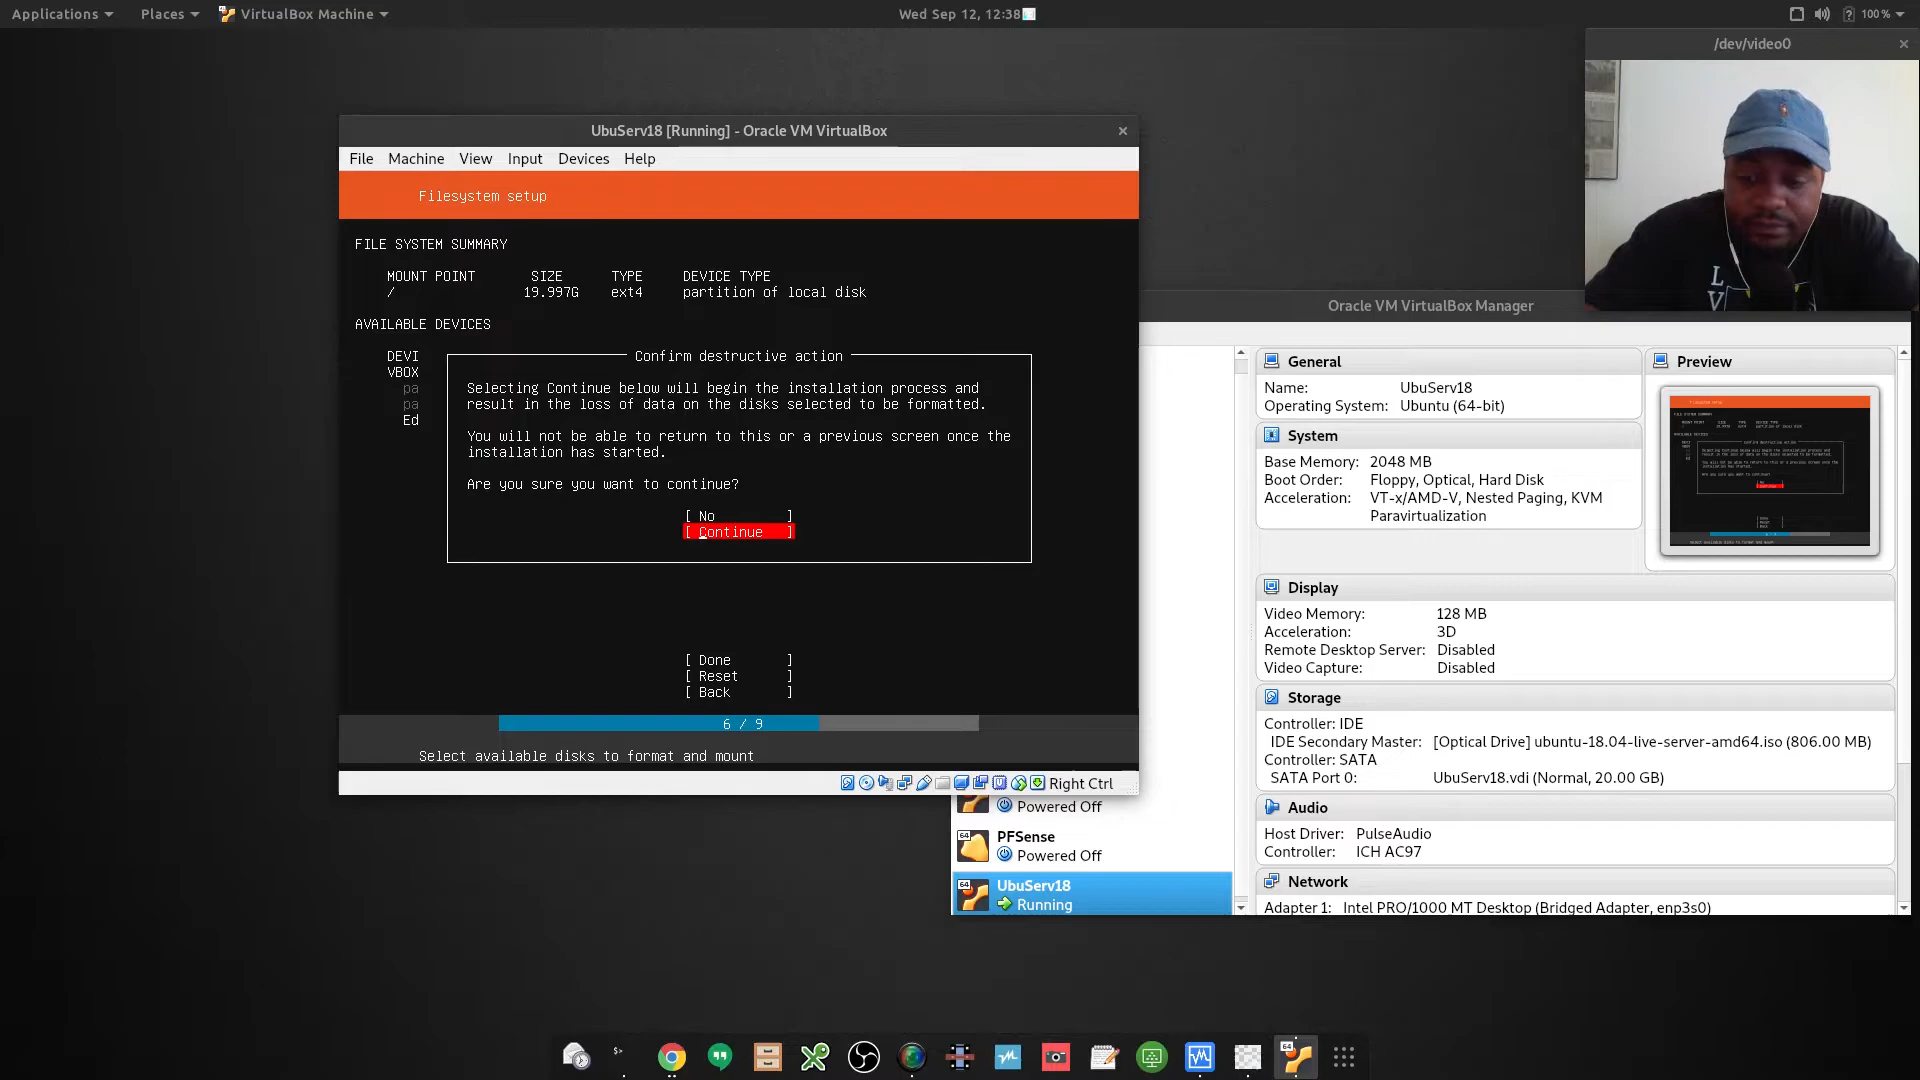 Applications
Places
VirtualBox Machine
Wed Sep 12, 12:38
100 %
/dev/video0
UbuServ18 [Running] - Oracle VM VirtualBox
File Machine View Input Devices Help
Filesystem setup
FILE SYSTEM SUMMARY
MOUNT POINT SIZE TYPE DEVICE TYPE
/ 19.997G ext4 partition of local disk
AVAILABLE DEVICES
DEVI
VBOX
pa
pa
Ed
Confirm destructive action
Selecting Continue below will begin the installation process and
result in the loss of data on the disks selected to be formatted.
You will not be able to return to this or a previous screen once the
installation has started.
Are you sure you want to continue?
[ No ]
[ Continue ]
[ Done ]
[ Reset ]
[ Back ]
6 / 9
Select available disks to format and mount
Right Ctrl
L
V
Oracle VM VirtualBox Manager
General
Name: UbuServ18
Operating System: Ubuntu (64-bit)
System
Base Memory: 2048 MB
Boot Order: Floppy, Optical, Hard Disk
Acceleration: VT-x/AMD-V, Nested Paging, KVM
Paravirtualization
Preview
Display
Video Memory: 128 MB
Acceleration: 3D
Remote Desktop Server: Disabled
Video Capture: Disabled
Storage
Controller: IDE
IDE Secondary Master: [Optical Drive] ubuntu-18.04-live-server-amd64.iso (806.00 MB)
Controller: SATA
SATA Port 0: UbuServ18.vdi (Normal, 20.00 GB)
Audio
Host Driver: PulseAudio
Controller: ICH AC97
Network
Adapter 1: Intel PRO/1000 MT Desktop (Bridged Adapter, enp3s0)
Powered Off
64
PFSense
Powered Off
64
UbuServ18
Running
$>
64